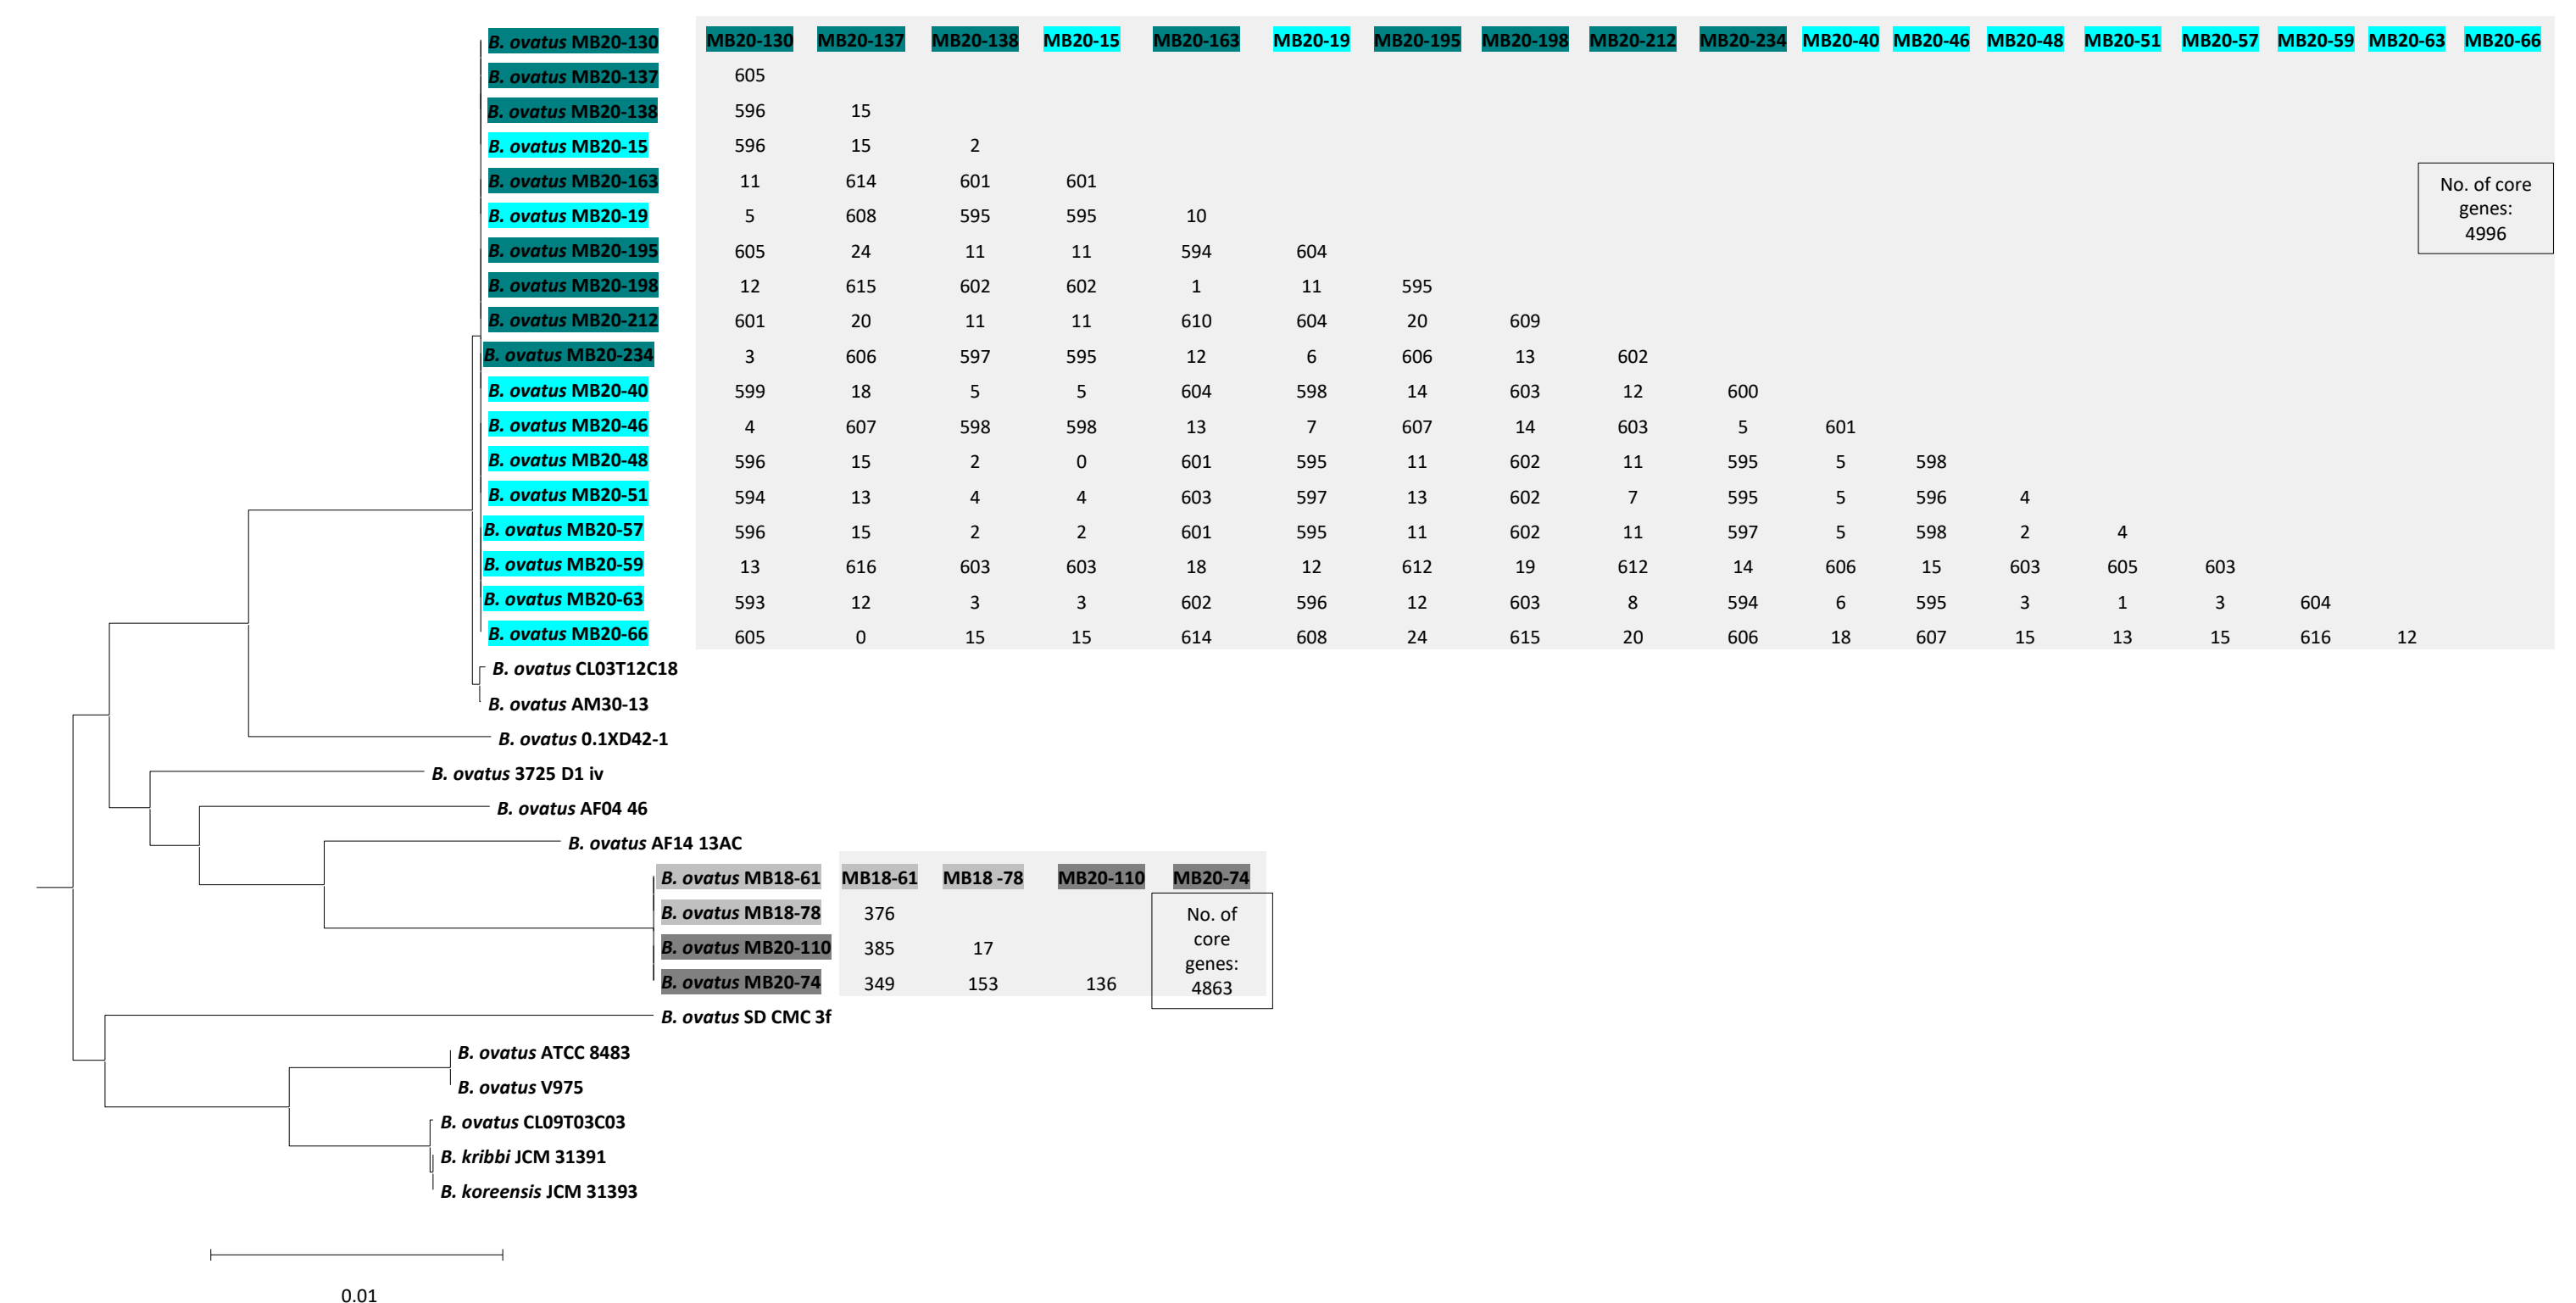 B. ovatus MB20-130 MB20-130 MB20-137 MB20-138 MB20-15 MB20-163 MB20-19 MB20-195 MB20-198 MB20-212 MB20-234 MB20-40 MB20-46 MB20-48 MB20-51 MB20-57 MB20-59 MB20-63 MB20-66
B. ovatus MB20-137 605
B. ovatus MB20-138 596 15
B. ovatus MB20-15 596 15 2
B. ovatus MB20-163 11 614 601 601
B. ovatus MB20-19 5 608 595 595 10
B. ovatus MB20-195 605 24 11 11 594 604
B. ovatus MB20-198 12 615 602 602 1 11 595
B. ovatus MB20-212 601 20 11 11 610 604 20 609
B. ovatus MB20-234 3 606 597 595 12 6 606 13 602
B. ovatus MB20-40 599 18 5 5 604 598 14 603 12 600
B. ovatus MB20-46 4 607 598 598 13 7 607 14 603 5 601
B. ovatus MB20-48 596 15 2 0 601 595 11 602 11 595 5 598
B. ovatus MB20-51 594 13 4 4 603 597 13 602 7 595 5 596 4
B. ovatus MB20-57 596 15 2 2 601 595 11 602 11 597 5 598 2 4
B. ovatus MB20-59 13 616 603 603 18 12 612 19 612 14 606 15 603 605 603
B. ovatus MB20-63 593 12 3 3 602 596 12 603 8 594 6 595 3 1 3 604
B. ovatus MB20-66 605 0 15 15 614 608 24 615 20 606 18 607 15 13 15 616 12
No. of core
genes:
4996
B. ovatus CL03T12C18
B. ovatus AM30-13
B. ovatus 0.1XD42-1
B. ovatus 3725 D1 iv
B. ovatus AF04 46
B. ovatus AF14 13AC
B. ovatus MB18-61 MB18-61 MB18 -78 MB20-110 MB20-74
B. ovatus MB18-78 376
B. ovatus MB20-110 385 17
B. ovatus MB20-74 349 153 136
No. of
core
genes:
4863
B. ovatus SD CMC 3f
B. ovatus ATCC 8483
B. ovatus V975
B. ovatus CL09T03C03
B. kribbi JCM 31391
B. koreensis JCM 31393
0.01